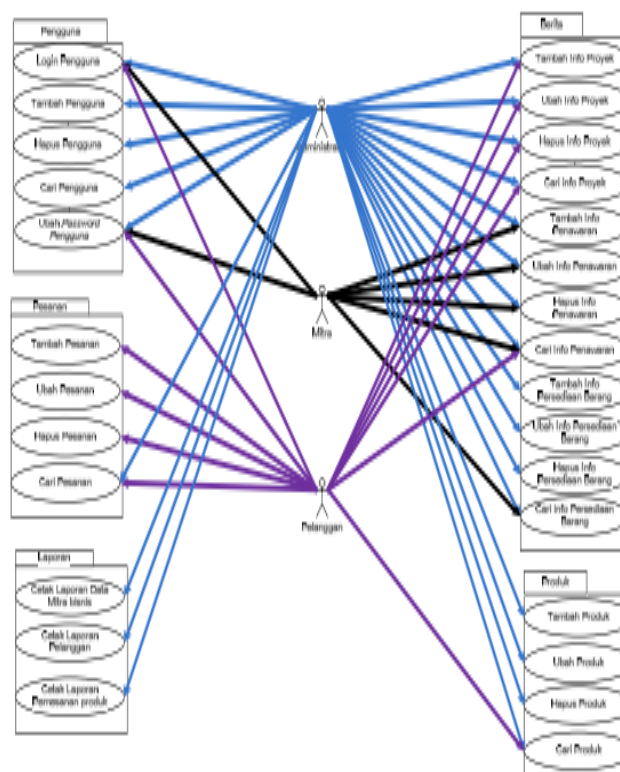 Pengguna
Login Pengguna
Tambah Pengguna
Hapus Pengguna
Cari Pengguna
Ubah Password
Pengguna
Pesanan
Tambah Pesanan
Ubah Pesanan
Hapus Pesanan
Cari Pesanan
Laporan
Cetak Laporan Data
Mitra bisnis
Cetak Laporan
Pelanggan
Cetak Laporan
Pemesanan produk
Mitra
Pelanggan
Berita
Tambah Info Proyek
Ubah Info Proyek
Hapus Info Proyek
Cari Info Proyek
Tambah Info
Penawaran
Ubah Info Penawaran
Hapus Info
Penawaran
Cari Info Penawaran
Tambah Info
Persediaan Barang
Ubah Info Persediaan
Barang
Hapus Info
Persediaan Barang
Cari Info Persediaan
Barang
Produk
Tambah Produk
Ubah Produk
Hapus Produk
Cari Produk